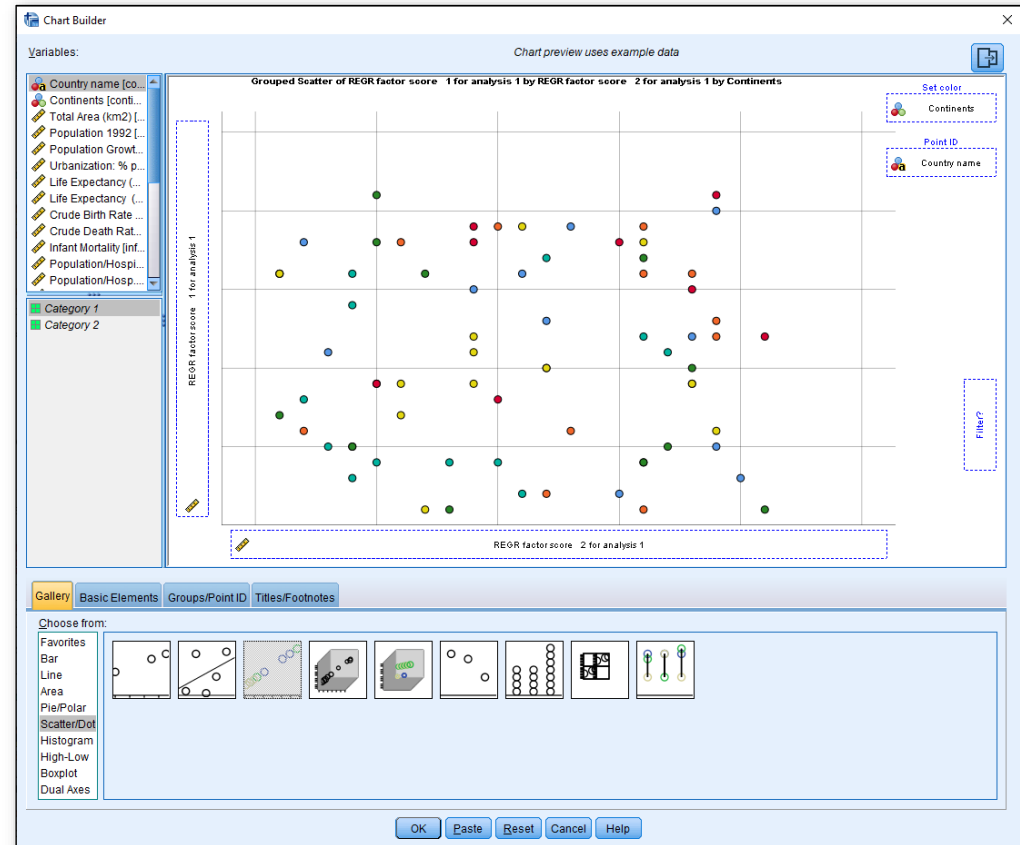 Chart Builder
Variables:
Chart preview uses example data
Country name [co...
Continents [conti...
Total Area (km2) [...
Population 1992 [...
Population Growt...
Urbanization: % p...
Life Expectancy (...
Life Expectancy (...
Crude Birth Rate ...
Crude Death Rat...
Infant Mortality [inf...
Population/Hospi...
Population/Hosp....
Category 1
Category 2
Grouped Scatter of REGR factor score 1 for analysis 1 by REGR factor score 2 for analysis 1 by Continents
REGR factor score 1 for analysis 1
REGR factor score 2 for analysis 1
Set color
Continents
Point ID
Country name
Filter?
Gallery
Basic Elements
Groups/Point ID
Titles/Footnotes
Choose from:
Favorites
Bar
Line
Area
Pie/Polar
Scatter/Dot
Histogram
High-Low
Boxplot
Dual Axes
OK
Paste
Reset
Cancel
Help